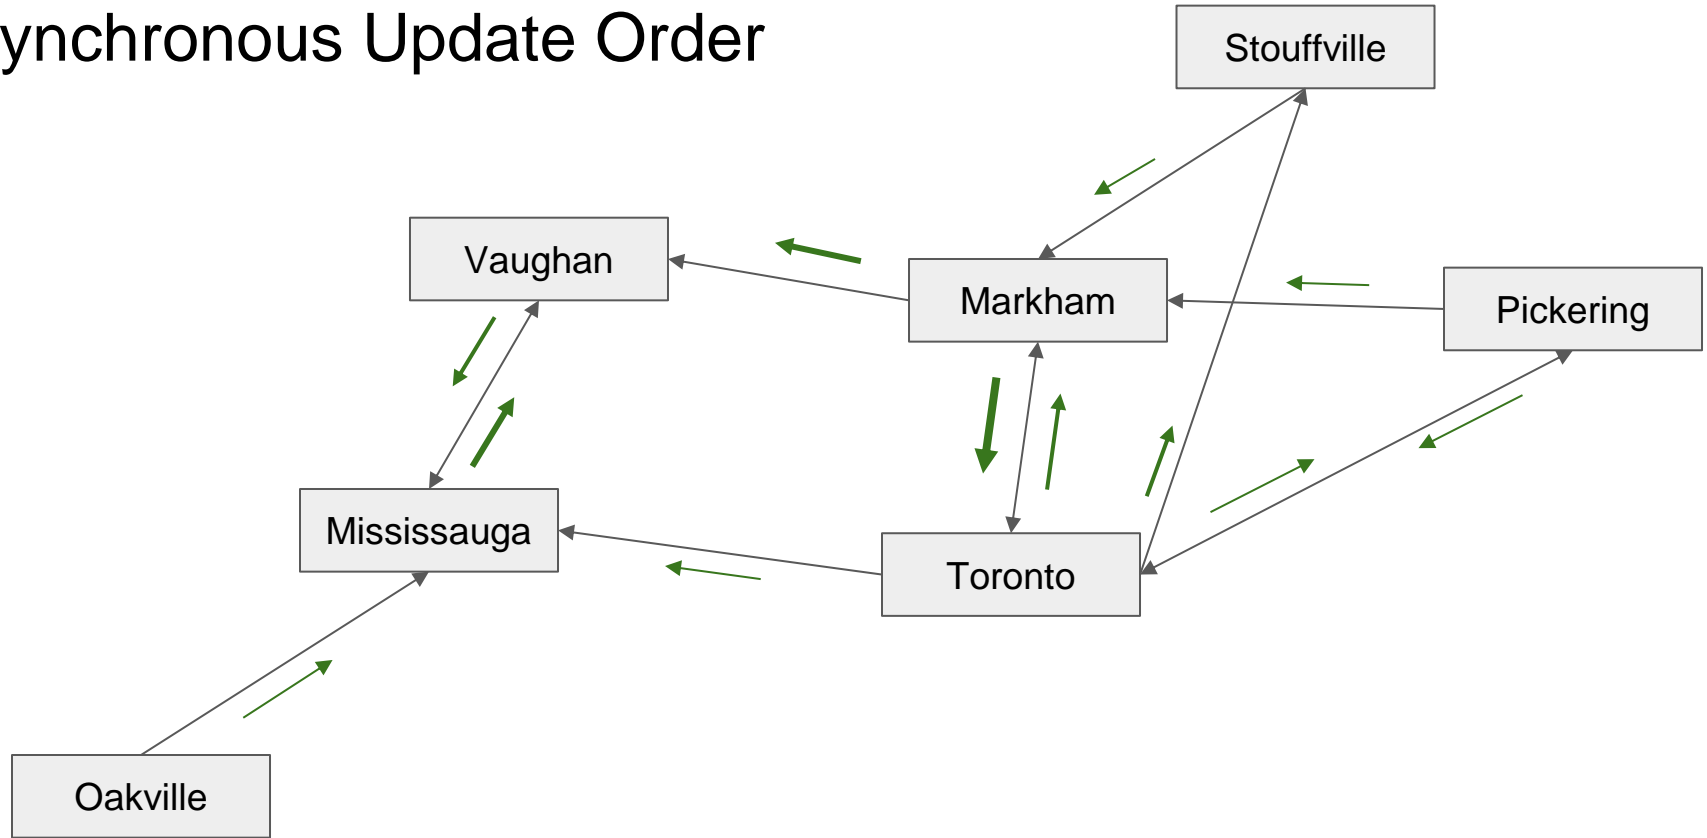 ynchronous Update Order
Stouffville
Vaughan
Markham
Pickering
Mississauga
Toronto
Oakville